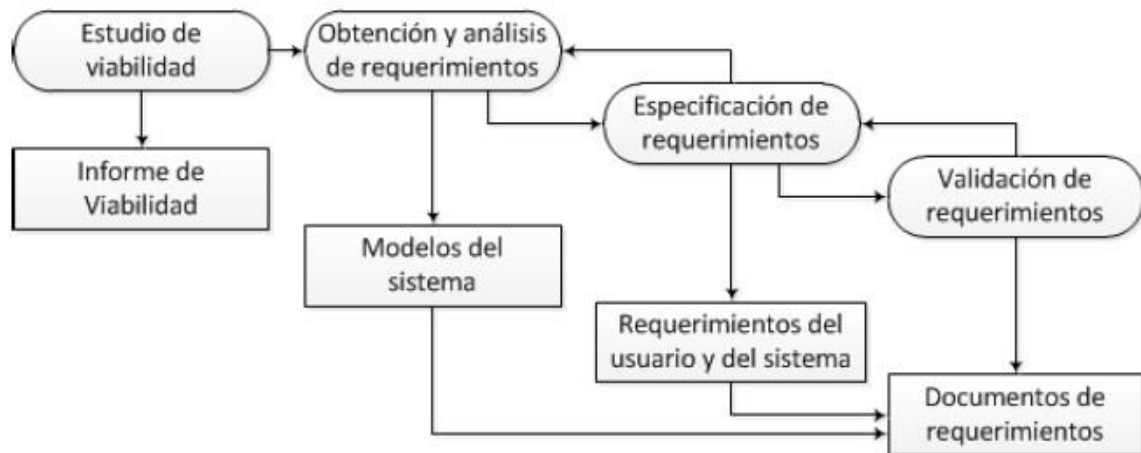 Estudio de
viabilidad
Obtención y análisis
de requerimientos
Especificación de
requerimientos
Informe de
Viabilidad
Validación de
requerimientos
Modelos del
sistema
Requerimientos del
usuario y del sistema
Documentos de
requerimientos